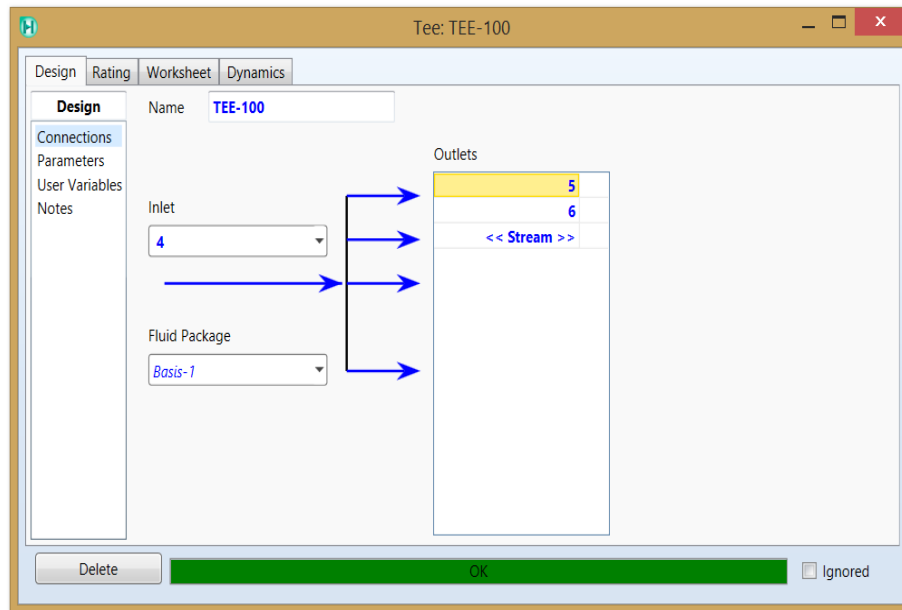 Tee: TEE-100
Design Rating Worksheet Dynamics
Design
Connections
Parameters
User Variables
Notes
Name TEE-100
Outlets
5
6
<< Stream >>
Inlet
4
Fluid Package
Basis-1
Delete
OK
Ignored